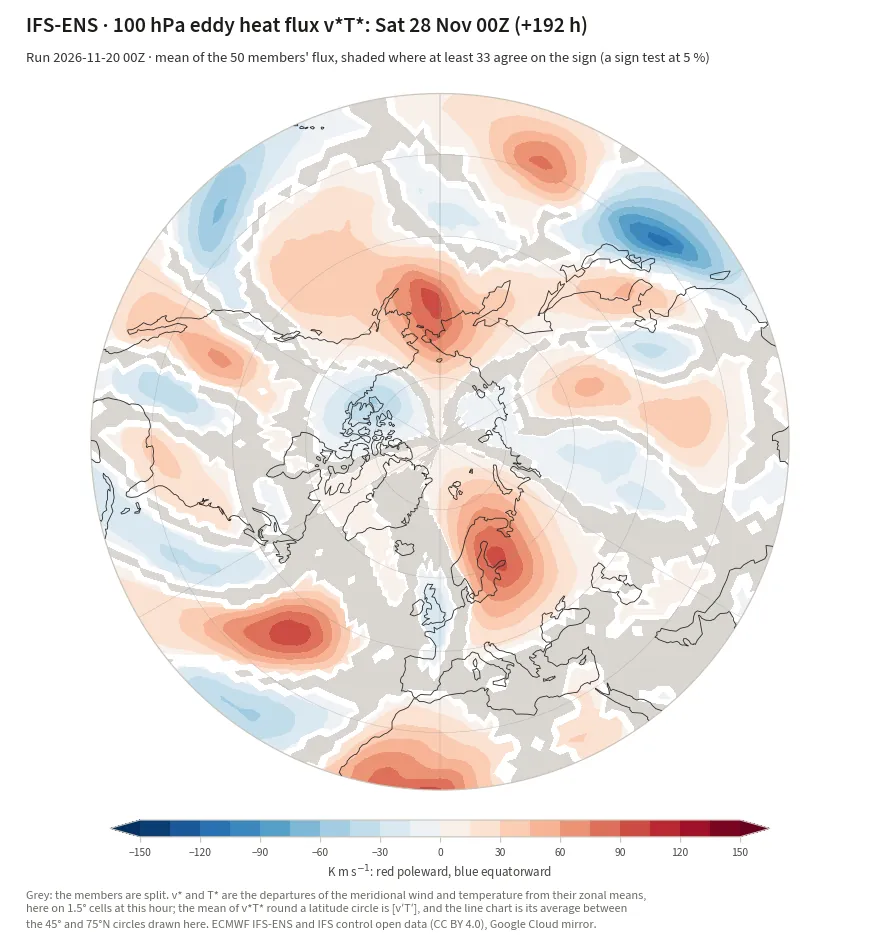 IFS-ENS · 100 hPa eddy heat flux v*T*: Sat 28 Nov 00Z (+192 h)
Run 2026-11-20 00Z · mean of the 50 members' flux, shaded where at least 33 agree on the sign (a sign test at 5 %)
−150 −120 −90 −60 −30 0 30 60 90 120 150
K m s⁻¹: red poleward, blue equatorward
Grey: the members are split. v* and T* are the departures of the meridional wind and temperature from their zonal means,
here on 1.5° cells at this hour; the mean of v*T* round a latitude circle is [v′T′], and the line chart is its average between
the 45° and 75°N circles drawn here. ECMWF IFS-ENS and IFS control open data (CC BY 4.0), Google Cloud mirror.